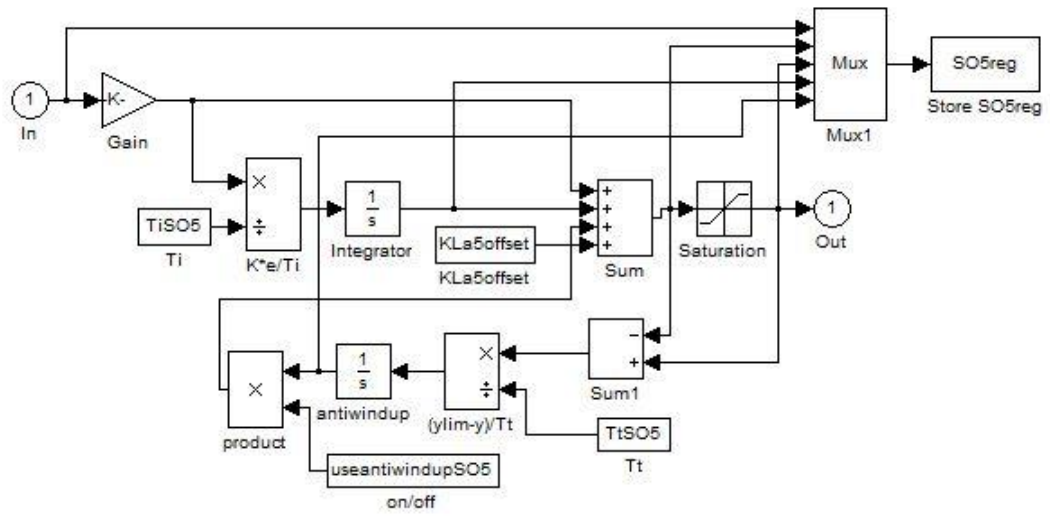 Mux
SO5reg
Store SO5reg
Mux1
1
In
K-
Gain
×
÷
TiSO5
Ti
K*e/Ti
1
s
Integrator
KLa5offset
KLa5offset
+
+
+
+
Sum
Saturation
1
Out
×
product
1
s
antiwindup
×
÷
(ylim-y)/Tt
−
+
Sum1
TtSO5
Tt
useantiwindupSO5
on/off